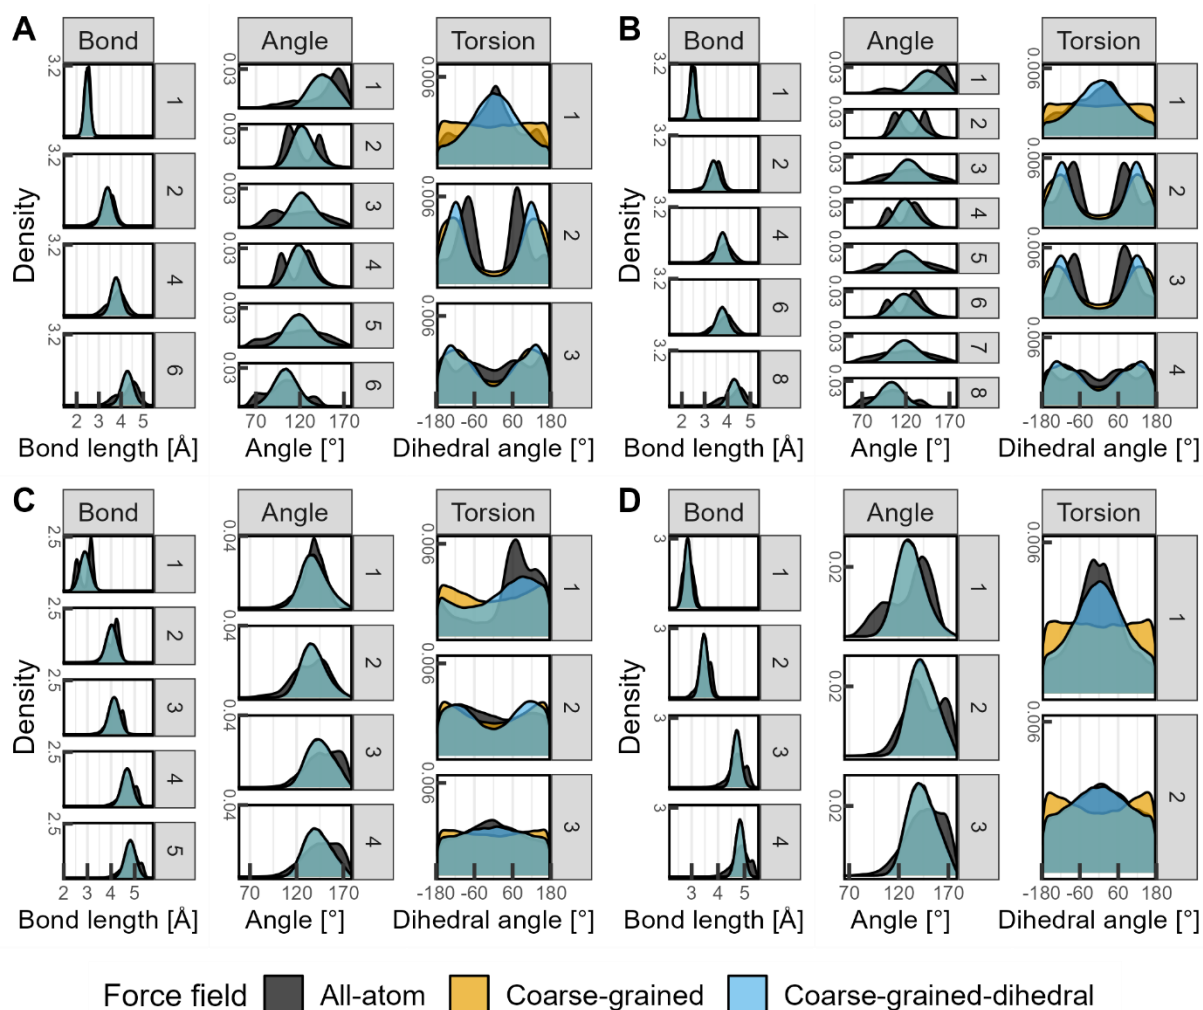 A
Bond
Angle
Torsion
Density
3.2
1
3.2
2
3.2
4
3.2
6
2 3 4 5
Bond length [Å]
0.03
1
0.03
2
0.03
3
0.03
4
0.03
5
0.03
6
70 120 170
Angle [°]
0.006
1
0.006
2
0.006
3
-180 -60 60 180
Dihedral angle [°]
B
Bond
Angle
Torsion
Density
3.2
1
3.2
2
3.2
4
3.2
6
3.2
8
2 3 4 5
Bond length [Å]
0.03
1
0.03
2
0.03
3
0.03
4
0.03
5
0.03
6
0.03
7
0.03
8
70 120 170
Angle [°]
0.006
1
0.006
2
0.006
3
0.006
4
-180 -60 60 180
Dihedral angle [°]
C
Bond
Angle
Torsion
Density
2.5
1
2.5
2
2.5
3
2.5
4
2.5
5
2 3 4 5
Bond length [Å]
0.04
1
0.04
2
0.04
3
0.04
4
70 120 170
Angle [°]
0.006
1
0.006
2
0.006
3
-180 -60 60 180
Dihedral angle [°]
D
Bond
Angle
Torsion
Density
3
1
3
2
3
3
3
4
3 4 5
Bond length [Å]
0.02
1
0.02
2
0.02
3
70 120 170
Angle [°]
0.006
1
0.006
2
-180 -60 60 180
Dihedral angle [°]
Force field All-atom Coarse-grained Coarse-grained-dihedral